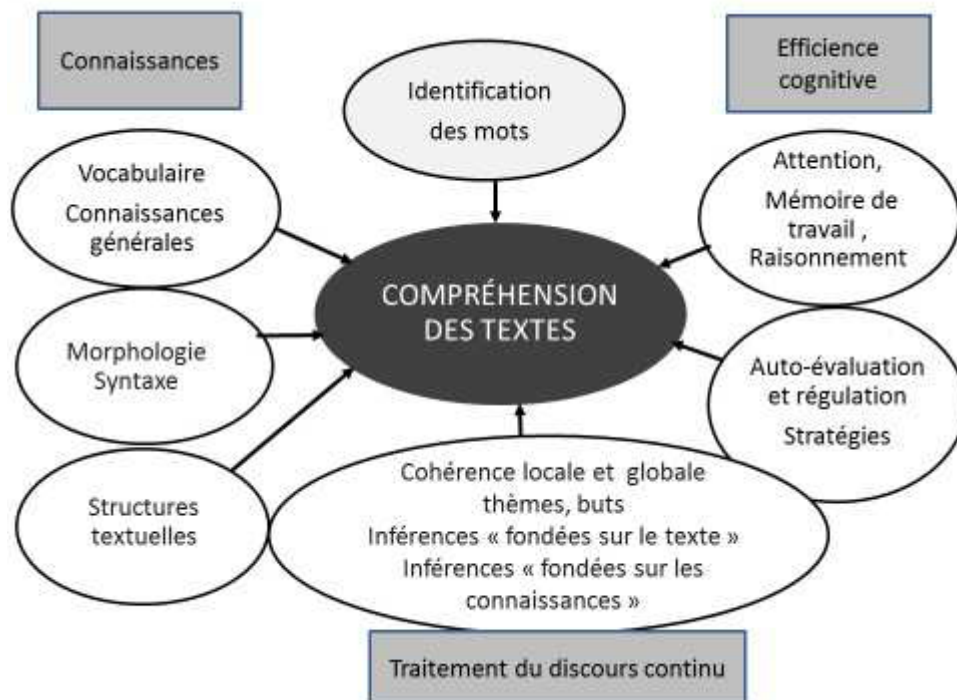 Connaissances
Identification
des mots
Efficience
cognitive
Vocabulaire
Connaissances
générales
Attention,
Mémoire de
travail ,
Raisonnement
COMPRÉHENSION
DES TEXTES
Morphologie
Syntaxe
Auto-évaluation
et régulation
Stratégies
Structures
textuelles
Cohérence locale et globale
thèmes, buts
Inférences « fondées sur le texte »
Inférences « fondées sur les
connaissances »
Traitement du discours continu